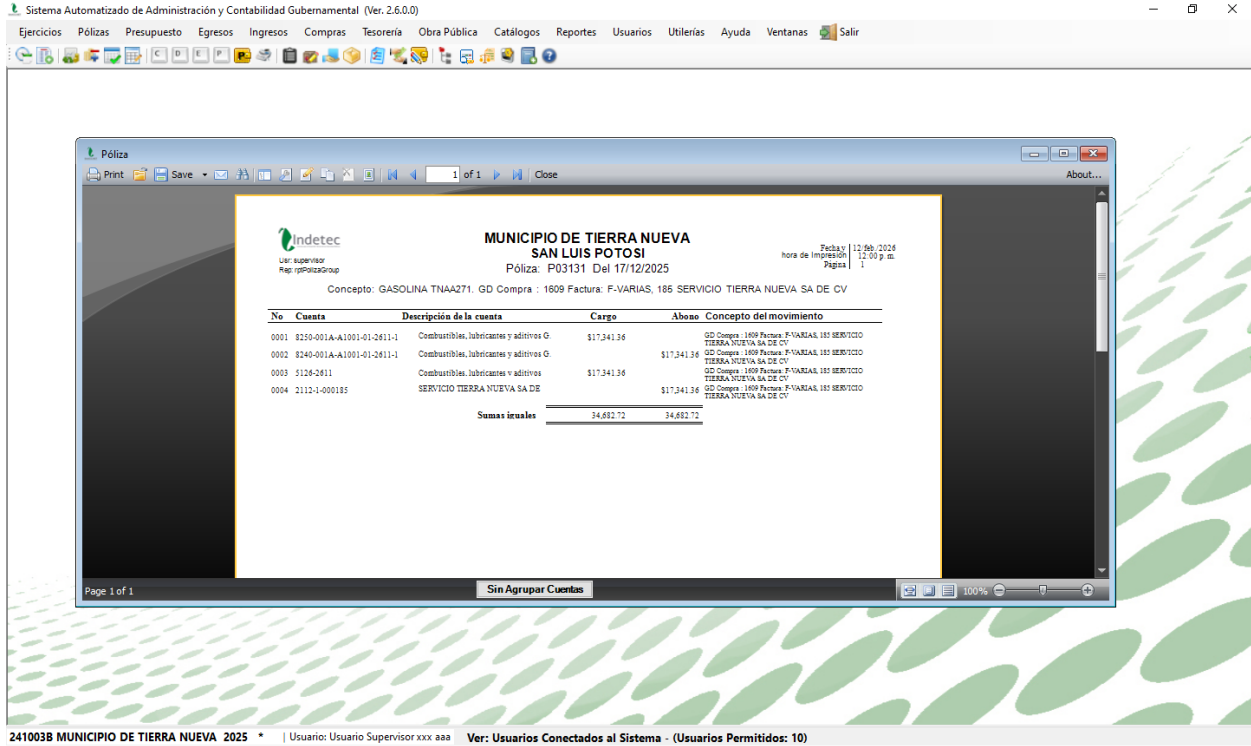 Sistema Automatizado de Administración y Contabilidad Gubernamental (Ver. 2.6.0.0)
Ejercicios Pólizas Presupuesto Egresos Ingresos Compras Tesorería Obra Pública Catálogos Reportes Usuarios Utilerías Ayuda Ventanas Salir
C D E P P
Póliza
Print Save 1 of 1 Close About...
Indetec
Usr: supervisor
Rep: rptPolizaGroup
MUNICIPIO DE TIERRA NUEVA
SAN LUIS POTOSI
Póliza: P03131 Del 17/12/2025
Fecha y 12/feb./2026
hora de Impresión 12:00 p. m.
Página 1
Concepto: GASOLINA TNAA271. GD Compra : 1609 Factura: F-VARIAS, 185 SERVICIO TIERRA NUEVA SA DE CV
No Cuenta Descripción de la cuenta Cargo Abono Concepto del movimiento
0001 8250-001A-A1001-01-2611-1 Combustibles, lubricantes y aditivos G. $17,341.36 GD Compra : 1609 Factura: F-VARIAS, 185 SERVICIO
TIERRA NUEVA SA DE CV
0002 8240-001A-A1001-01-2611-1 Combustibles, lubricantes y aditivos G. $17,341.36 GD Compra : 1609 Factura: F-VARIAS, 185 SERVICIO
TIERRA NUEVA SA DE CV
0003 5126-2611 Combustibles, lubricantes y aditivos $17,341.36 GD Compra : 1609 Factura: F-VARIAS, 185 SERVICIO
TIERRA NUEVA SA DE CV
0004 2112-1-000185 SERVICIO TIERRA NUEVA SA DE $17,341.36 GD Compra : 1609 Factura: F-VARIAS, 185 SERVICIO
TIERRA NUEVA SA DE CV
Sumas iguales 34,682.72 34,682.72
Page 1 of 1 Sin Agrupar Cuentas 100%
241003B MUNICIPIO DE TIERRA NUEVA 2025 * | Usuario: Usuario Supervisor xxx aaa Ver: Usuarios Conectados al Sistema - (Usuarios Permitidos: 10)